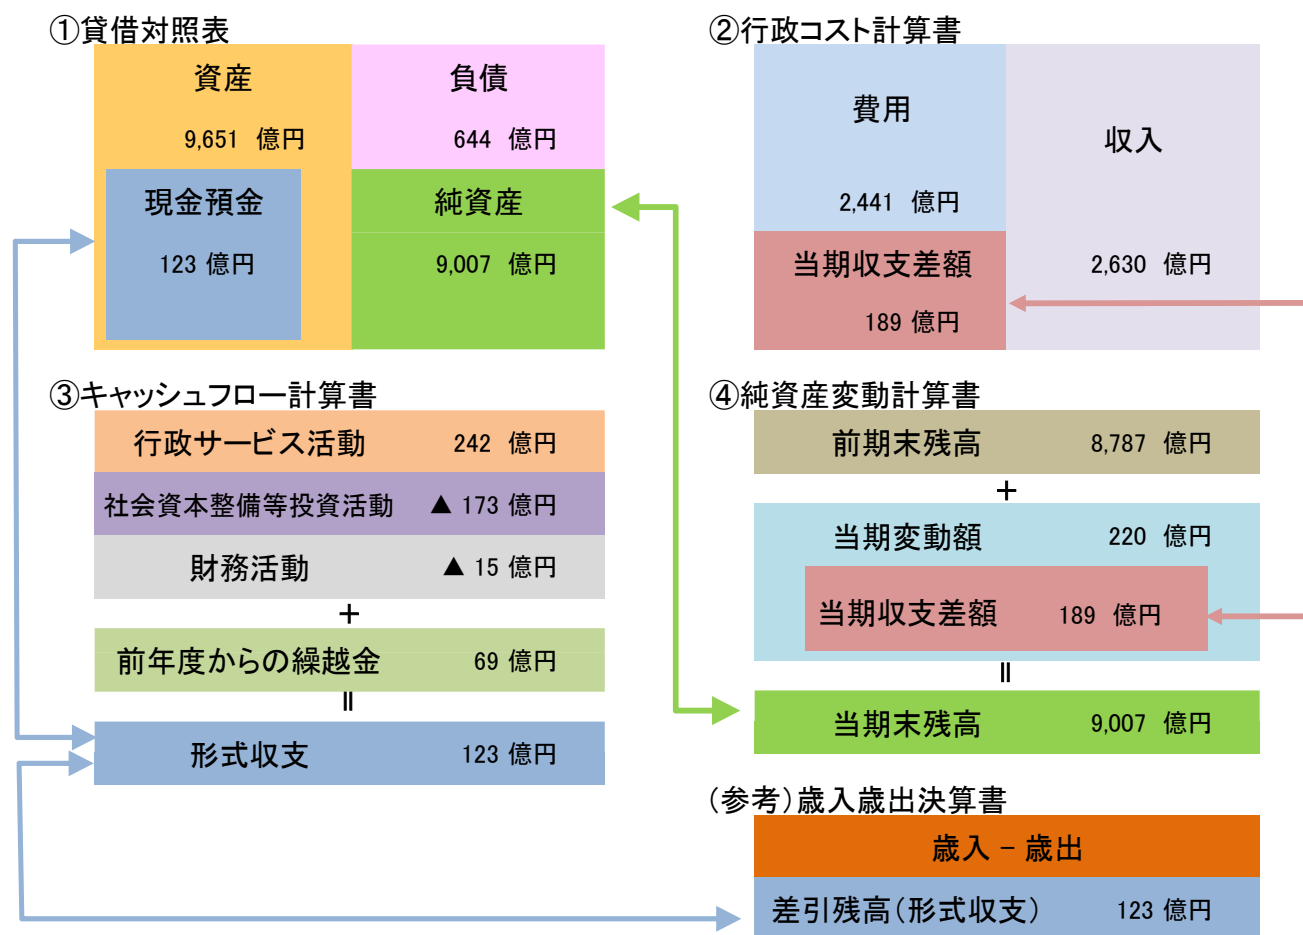 ①貸借対照表
資産
9,651 億円
負債
644 億円
現金預金
123 億円
純資産
9,007 億円
②行政コスト計算書
費用
2,441 億円
収入
2,630 億円
当期収支差額
189 億円
③キャッシュフロー計算書
行政サービス活動 242 億円
社会資本整備等投資活動 ▲ 173 億円
財務活動 ▲ 15 億円
+
前年度からの繰越金 69 億円
=
形式収支 123 億円
④純資産変動計算書
前期末残高 8,787 億円
+
当期変動額 220 億円
当期収支差額 189 億円
=
当期末残高 9,007 億円
(参考)歳入歳出決算書
歳入 - 歳出
差引残高(形式収支) 123 億円